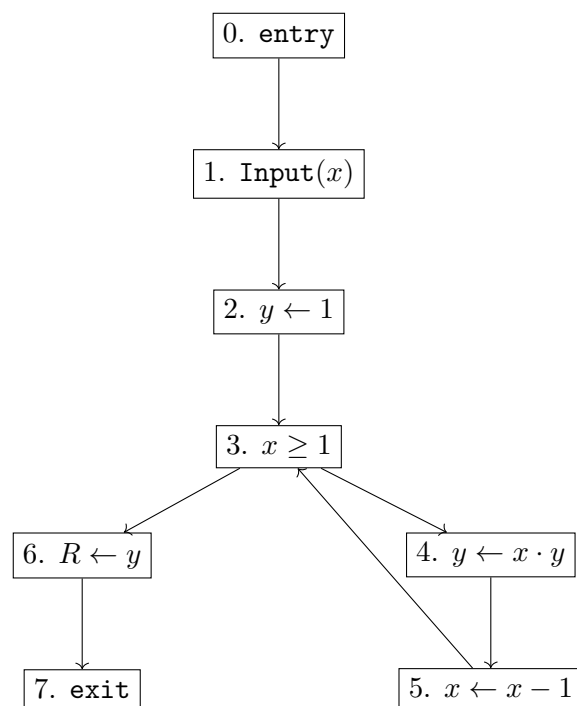 0. entry
1. Input(x)
2. y ← 1
3. x ≥ 1
6. R ← y
4. y ← x · y
7. exit
5. x ← x − 1